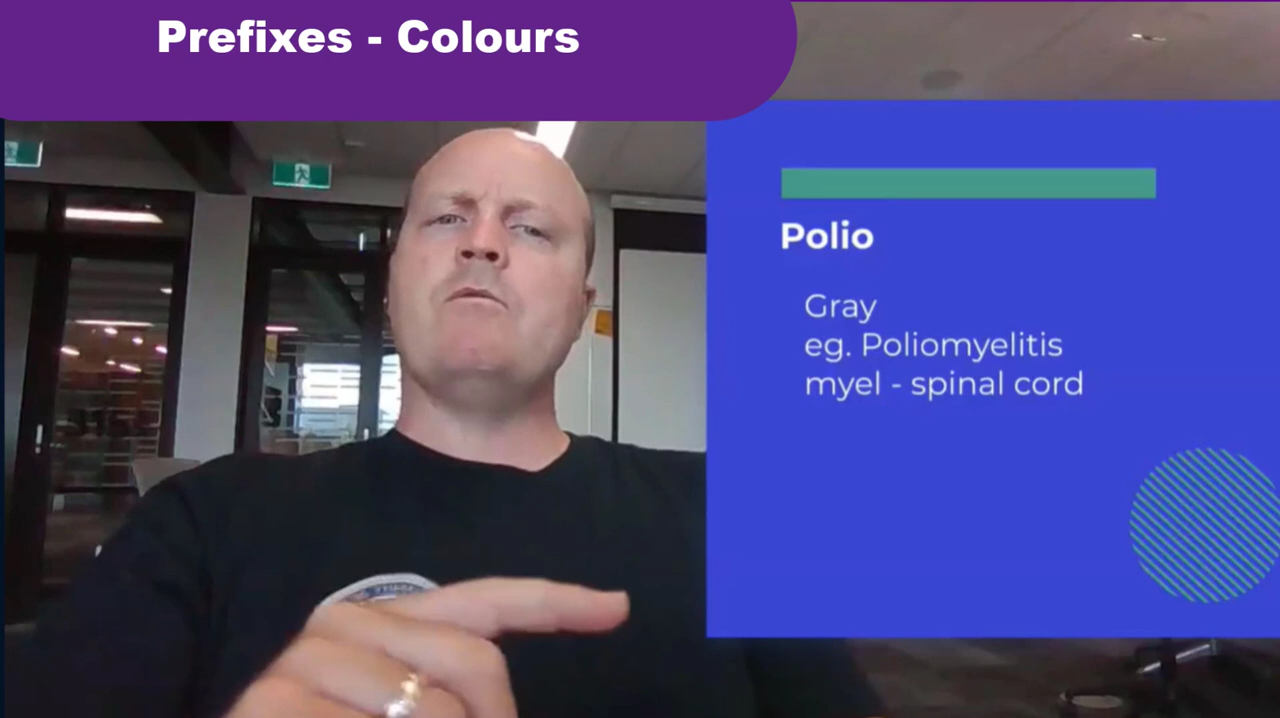 Prefixes - Colours
Polio
Gray
eg. Poliomyelitis
myel - spinal cord